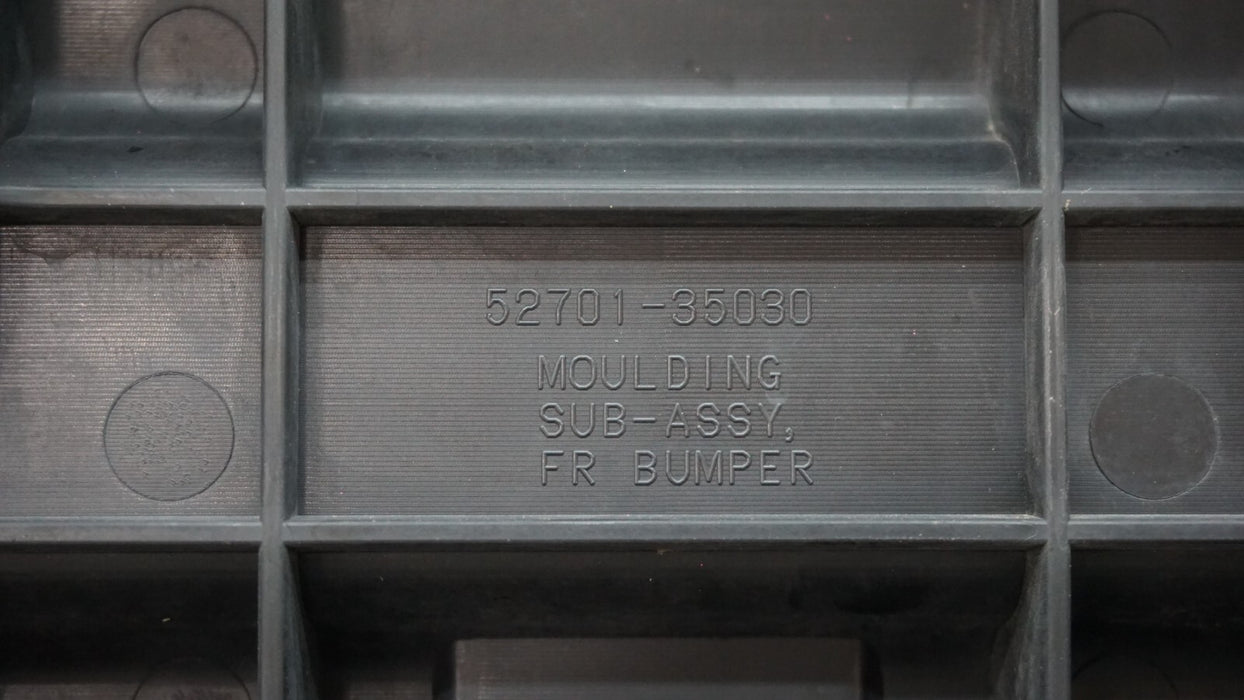 52701-35030
MOULDING
SUB-ASSY,
FR BUMPER